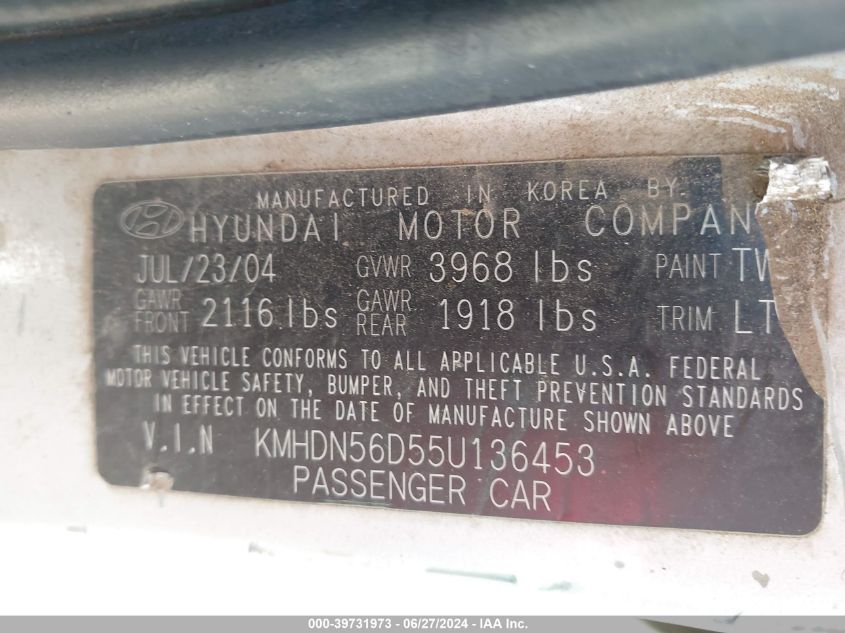 MANUFACTURED IN KOREA BY:
HYUNDAI MOTOR COMPAN
JUL/23/04 GVWR 3968 lbs PAINT TW
GAWR FRONT 2116 lbs GAWR REAR 1918 lbs TRIM LT
THIS VEHICLE CONFORMS TO ALL APPLICABLE U.S.A. FEDERAL
MOTOR VEHICLE SAFETY, BUMPER, AND THEFT PREVENTION STANDARDS
IN EFFECT ON THE DATE OF MANUFACTURE SHOWN ABOVE
V.I.N KMHDN56D55U136453
PASSENGER CAR
000-39731973 - 06/27/2024 - IAA Inc.